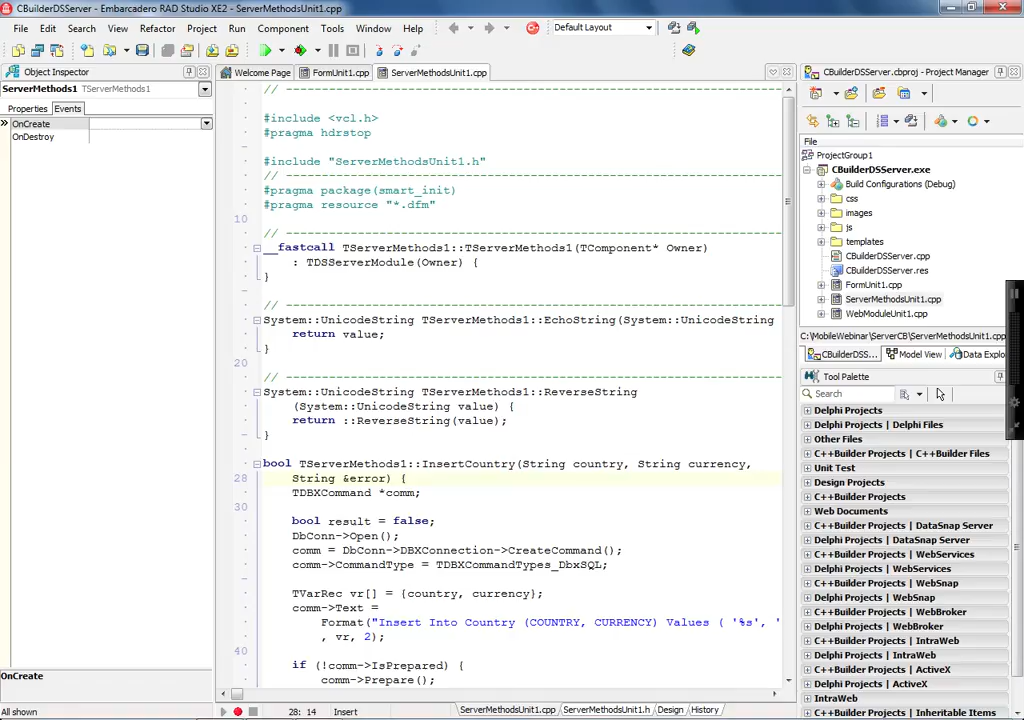 CBuilderDSServer - Embarcadero RAD Studio XE2 - ServerMethodsUnit1.cpp
File Edit Search View Refactor Project Run Component Tools Window Help
Default Layout
Object Inspector
ServerMethods1 TServerMethods1
Properties Events
OnCreate
OnDestroy
OnCreate
All shown
Welcome Page FormUnit1.cpp ServerMethodsUnit1.cpp
// ---------------------------------------------------------------
#include <vcl.h>
#pragma hdrstop
#include "ServerMethodsUnit1.h"
// ---------------------------------------------------------------
#pragma package(smart_init)
#pragma resource "*.dfm"
10
// ---------------------------------------------------------------
__fastcall TServerMethods1::TServerMethods1(TComponent* Owner)
: TDSServerModule(Owner) {
}
// ---------------------------------------------------------------
System::UnicodeString TServerMethods1::EchoString(System::UnicodeString
return value;
}
20
// ---------------------------------------------------------------
System::UnicodeString TServerMethods1::ReverseString
(System::UnicodeString value) {
return ::ReverseString(value);
}
bool TServerMethods1::InsertCountry(String country, String currency,
28 String &error) {
TDBXCommand *comm;
30
bool result = false;
DbConn->Open();
comm = DbConn->DBXConnection->CreateCommand();
comm->CommandType = TDBXCommandTypes_DbxSQL;
TVarRec vr[] = {country, currency};
comm->Text =
Format("Insert Into Country (COUNTRY, CURRENCY) Values ( '%s', '
, vr, 2);
40
if (!comm->IsPrepared) {
comm->Prepare();
28: 14 Insert
ServerMethodsUnit1.cpp ServerMethodsUnit1.h Design History
CBuilderDSServer.cbproj - Project Manager
File
ProjectGroup1
CBuilderDSServer.exe
Build Configurations (Debug)
css
images
js
templates
CBuilderDSServer.cpp
CBuilderDSServer.res
FormUnit1.cpp
ServerMethodsUnit1.cpp
WebModuleUnit1.cpp
C:\MobileWebinar\ServerCB\ServerMethodsUnit1.cpp
CBuilderDSS... Model View Data Explo
Tool Palette
Search
Delphi Projects
Delphi Projects | Delphi Files
Other Files
C++Builder Projects | C++Builder Files
Unit Test
Design Projects
C++Builder Projects
Web Documents
C++Builder Projects | DataSnap Server
Delphi Projects | DataSnap Server
C++Builder Projects | WebServices
Delphi Projects | WebServices
C++Builder Projects | WebSnap
Delphi Projects | WebSnap
C++Builder Projects | WebBroker
Delphi Projects | WebBroker
C++Builder Projects | IntraWeb
Delphi Projects | IntraWeb
C++Builder Projects | ActiveX
Delphi Projects | ActiveX
IntraWeb
C++Builder Projects | Inheritable Items